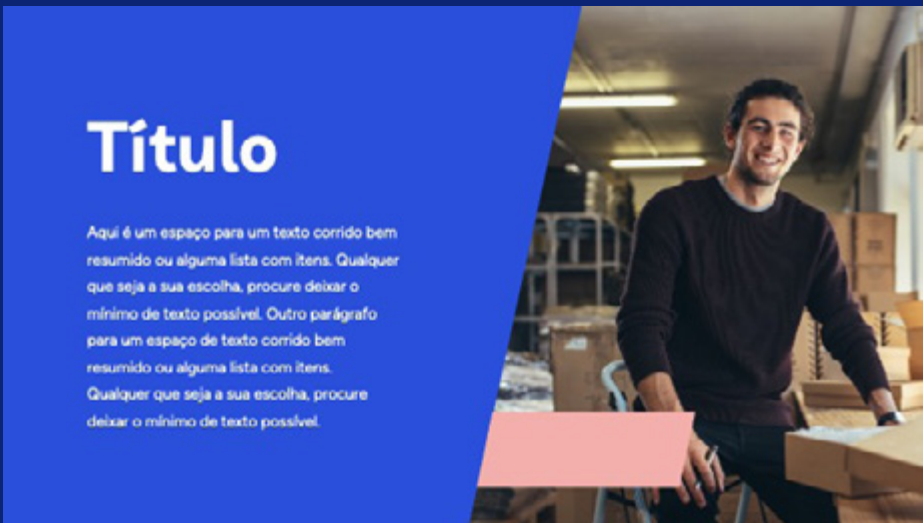 Título
Aqui é um espaço para um texto corrido bem
resumido ou alguma lista com itens. Qualquer
que seja a sua escolha, procure deixar o
mínimo de texto possível. Outro parágrafo
para um espaço de texto corrido bem
resumido ou alguma lista com itens.
Qualquer que seja a sua escolha, procure
deixar o mínimo de texto possível.